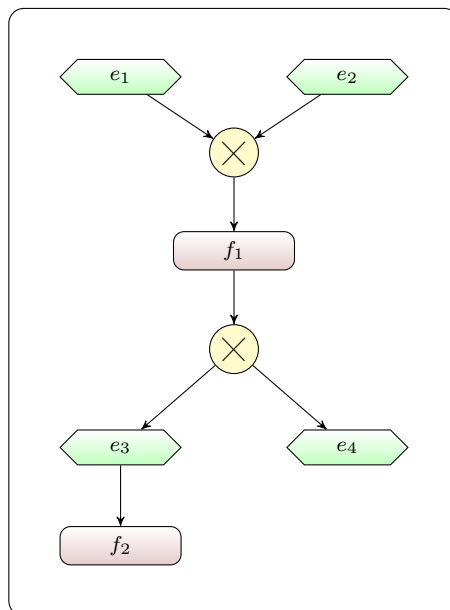 e₁ e₂
f₁
e₃ e₄
f₂